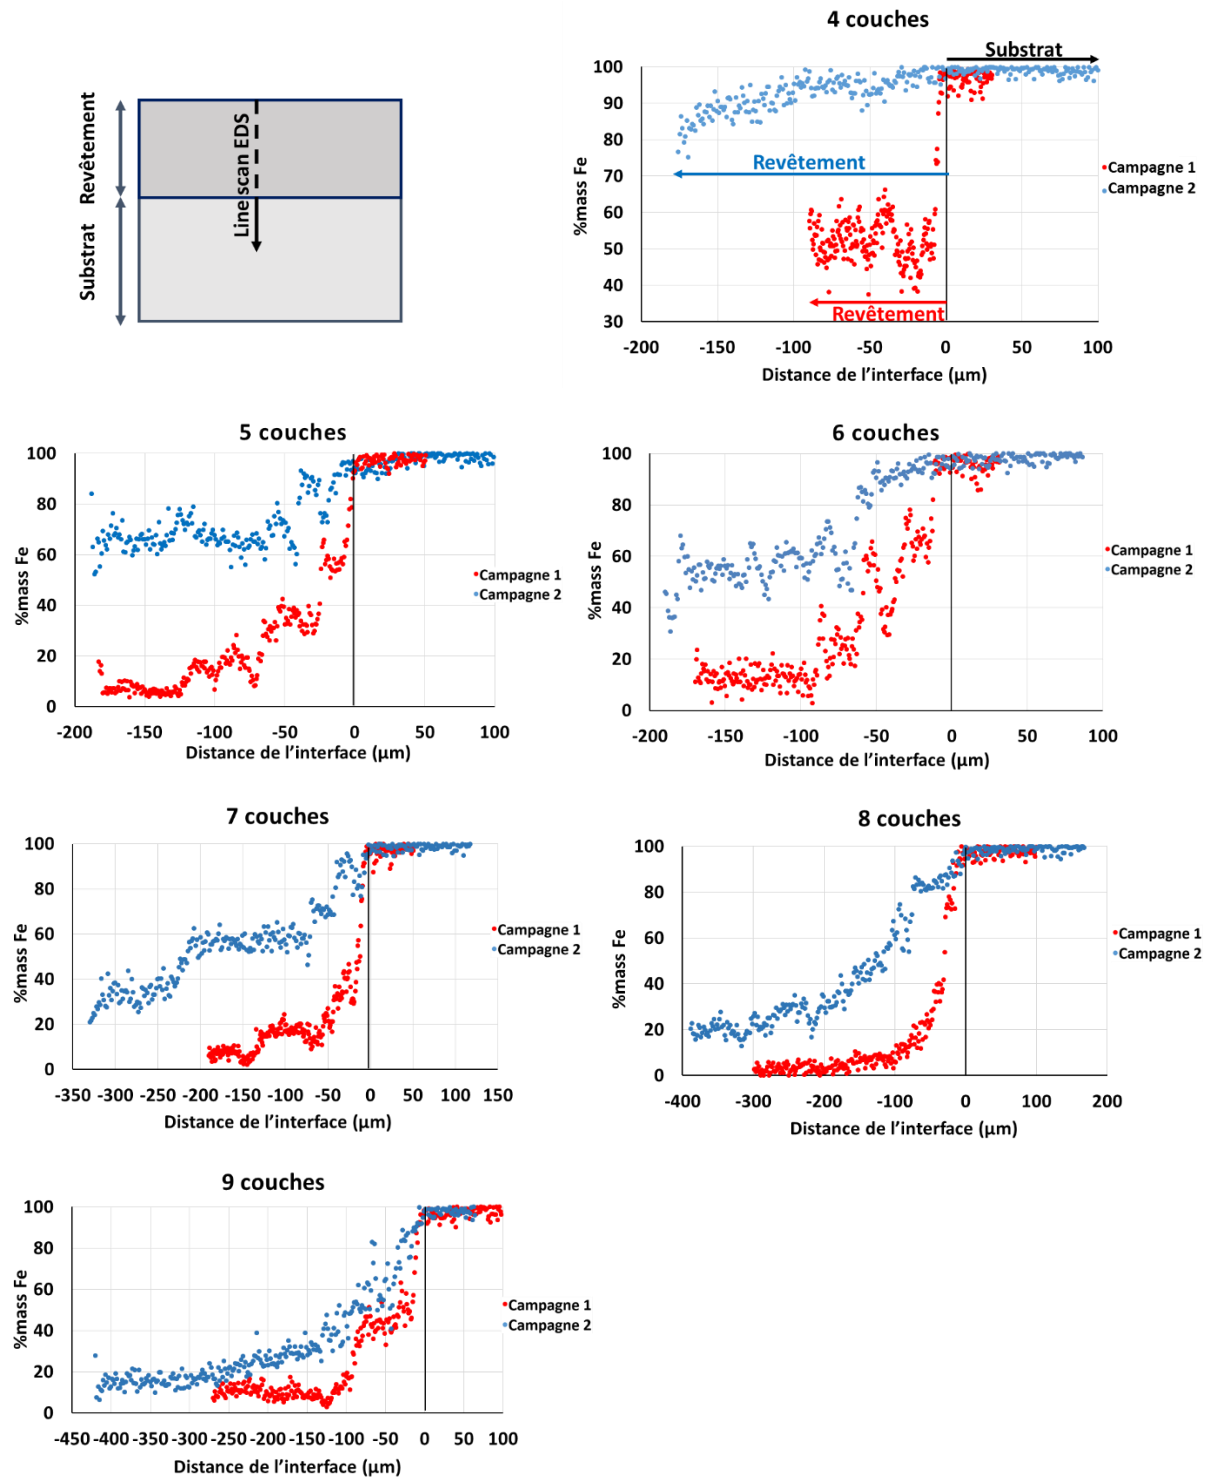 Revêtement
Substrat
Line scan EDS
4 couches
Substrat
100
90
80
70
60
50
40
30
%mass Fe
Revêtement
Revêtement
Campagne 1
Campagne 2
-200 -150 -100 -50 0 50 100
Distance de l’interface (µm)
5 couches
100
80
60
40
20
0
%mass Fe
Campagne 1
Campagne 2
-200 -150 -100 -50 0 50 100
Distance de l’interface (µm)
6 couches
100
80
60
40
20
0
%mass Fe
Campagne 1
Campagne 2
-200 -150 -100 -50 0 50 100
Distance de l’interface (µm)
7 couches
100
80
60
40
20
0
%mass Fe
Campagne 1
Campagne 2
-350 -300 -250 -200 -150 -100 -50 0 50 100 150
Distance de l’interface (µm)
8 couches
100
80
60
40
20
0
%mass Fe
Campagne 1
Campagne 2
-400 -300 -200 -100 0 100 200
Distance de l’interface (µm)
9 couches
100
80
60
40
20
0
%mass Fe
Campagne 1
Campagne 2
-450 -400 -350 -300 -250 -200 -150 -100 -50 0 50 100
Distance de l’interface (µm)